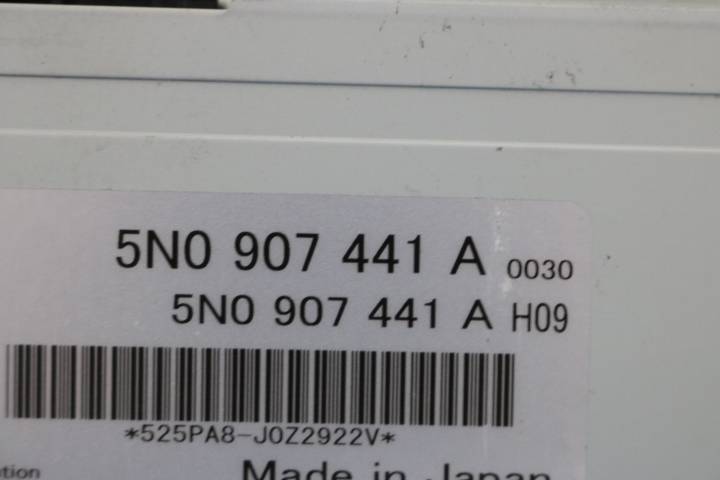 5N0 907 441 A 0030
5N0 907 441 A H09
*525PA8-J0Z2922V*
Made in Japan